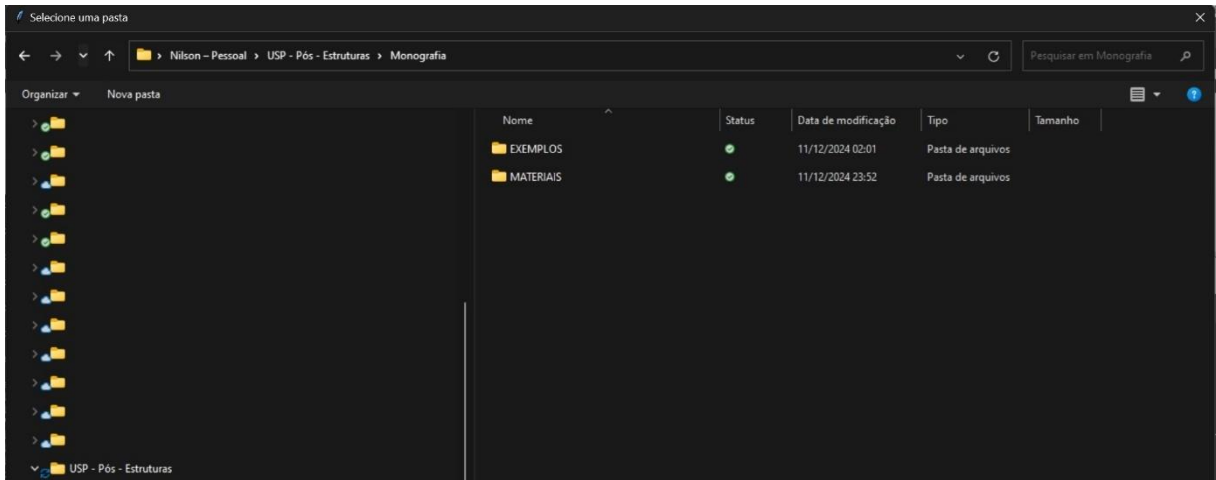 Selecione uma pasta
Nilson – Pessoal › USP - Pós - Estruturas › Monografia
Pesquisar em Monografia
Organizar
Nova pasta
Nome Status Data de modificação Tipo Tamanho
EXEMPLOS 11/12/2024 02:01 Pasta de arquivos
MATERIAIS 11/12/2024 23:52 Pasta de arquivos
USP - Pós - Estruturas